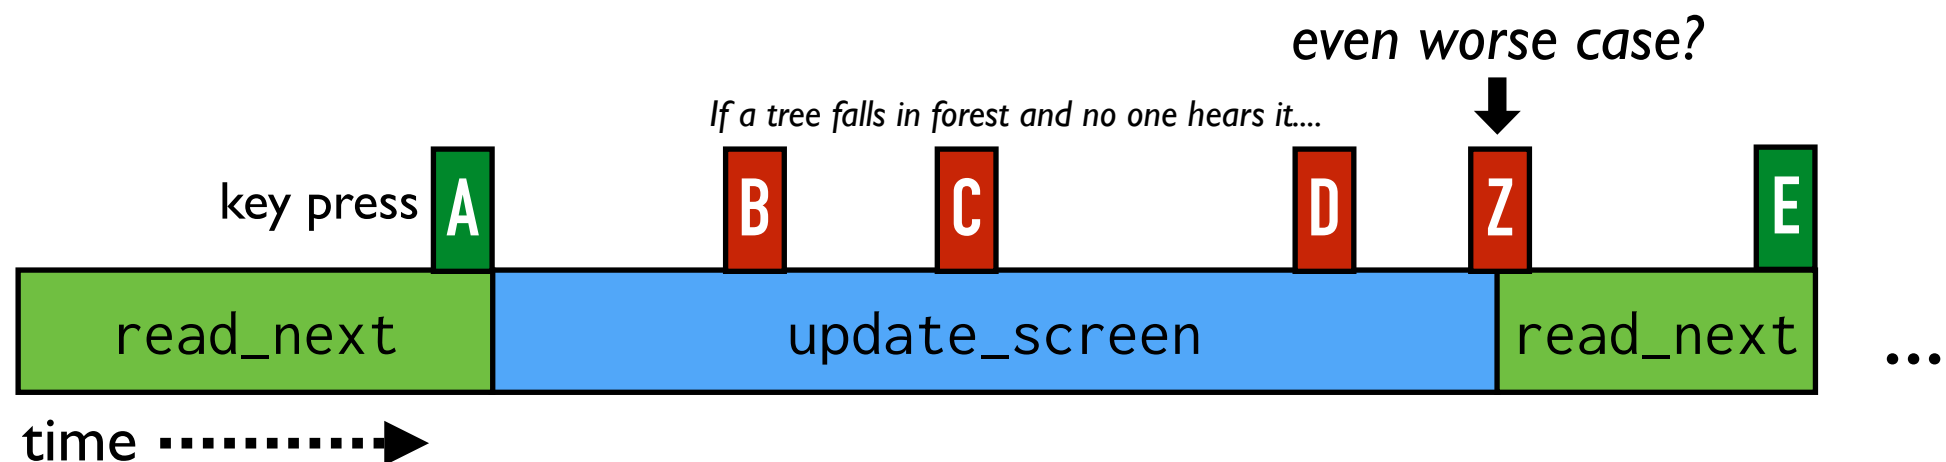 even worse case?
If a tree falls in forest and no one hears it....
key press A B C D Z E
read_next update_screen read_next ...
time